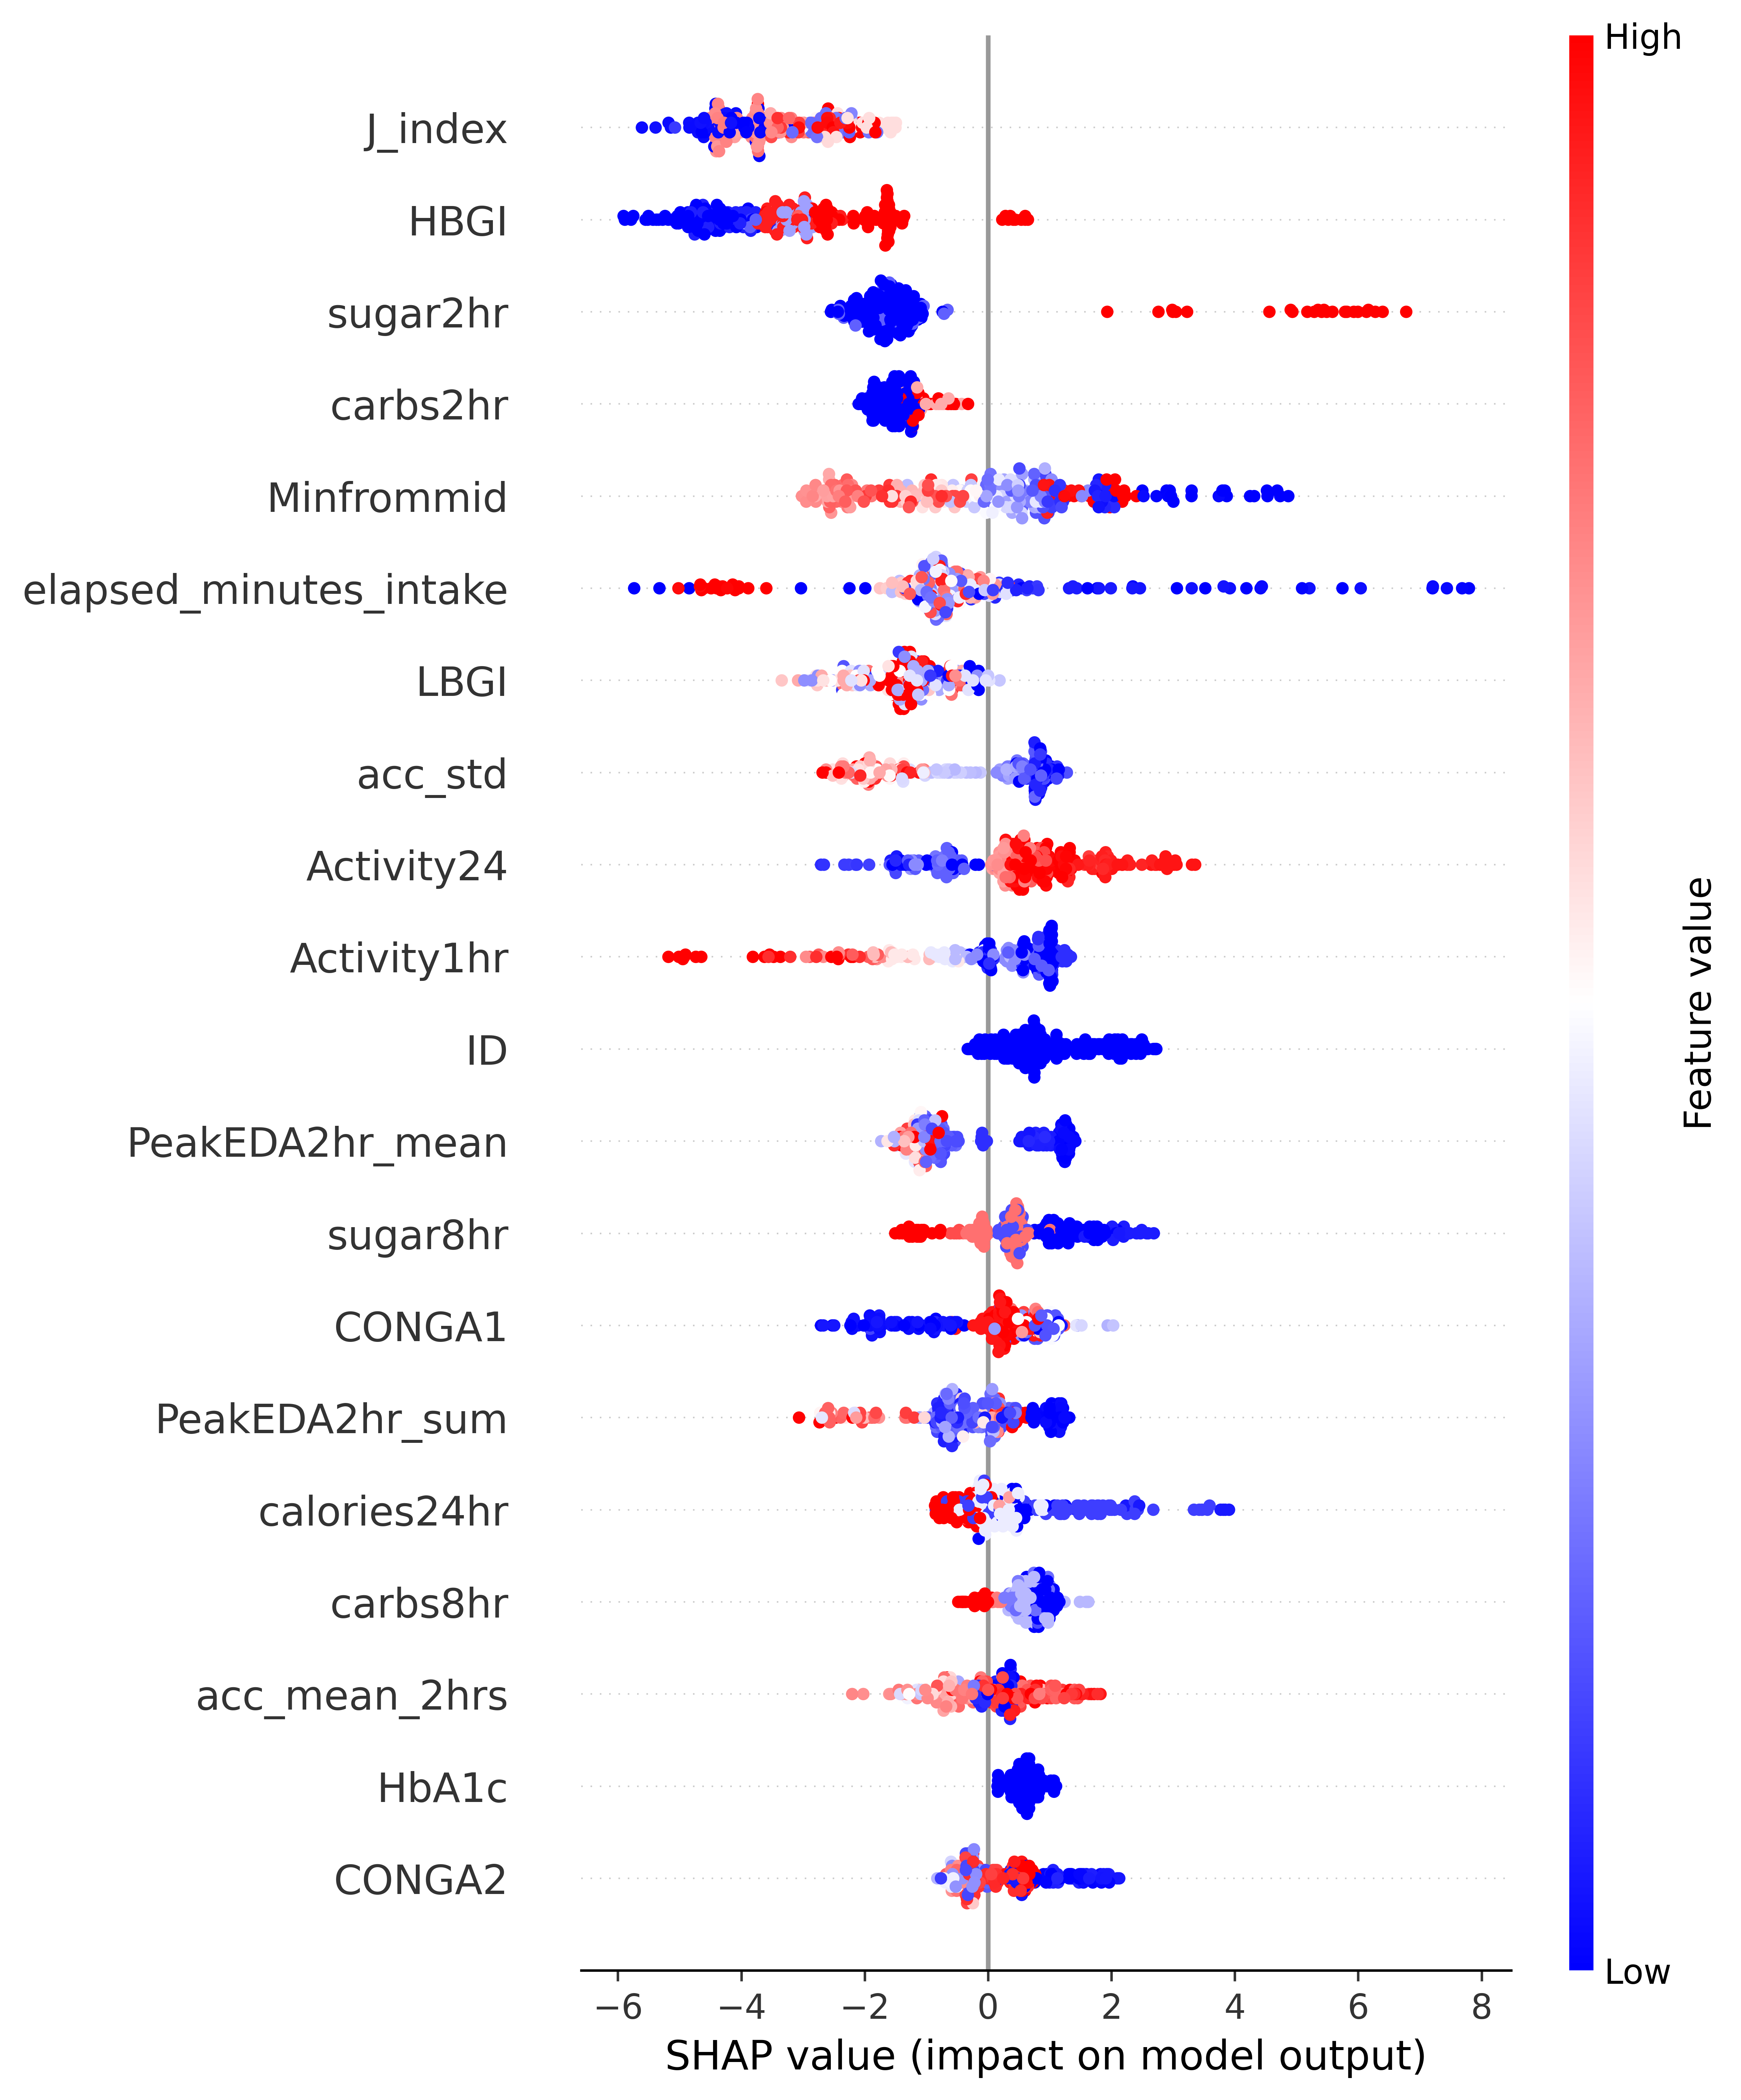 High
J_index
HBGI
sugar2hr
carbs2hr
Minfrommid
elapsed_minutes_intake
LBGI
acc_std
Activity24
Activity1hr
ID
PeakEDA2hr_mean
sugar8hr
CONGA1
PeakEDA2hr_sum
calories24hr
carbs8hr
acc_mean_2hrs
HbA1c
CONGA2
Feature value
Low
−6 −4 −2 0 2 4 6 8
SHAP value (impact on model output)